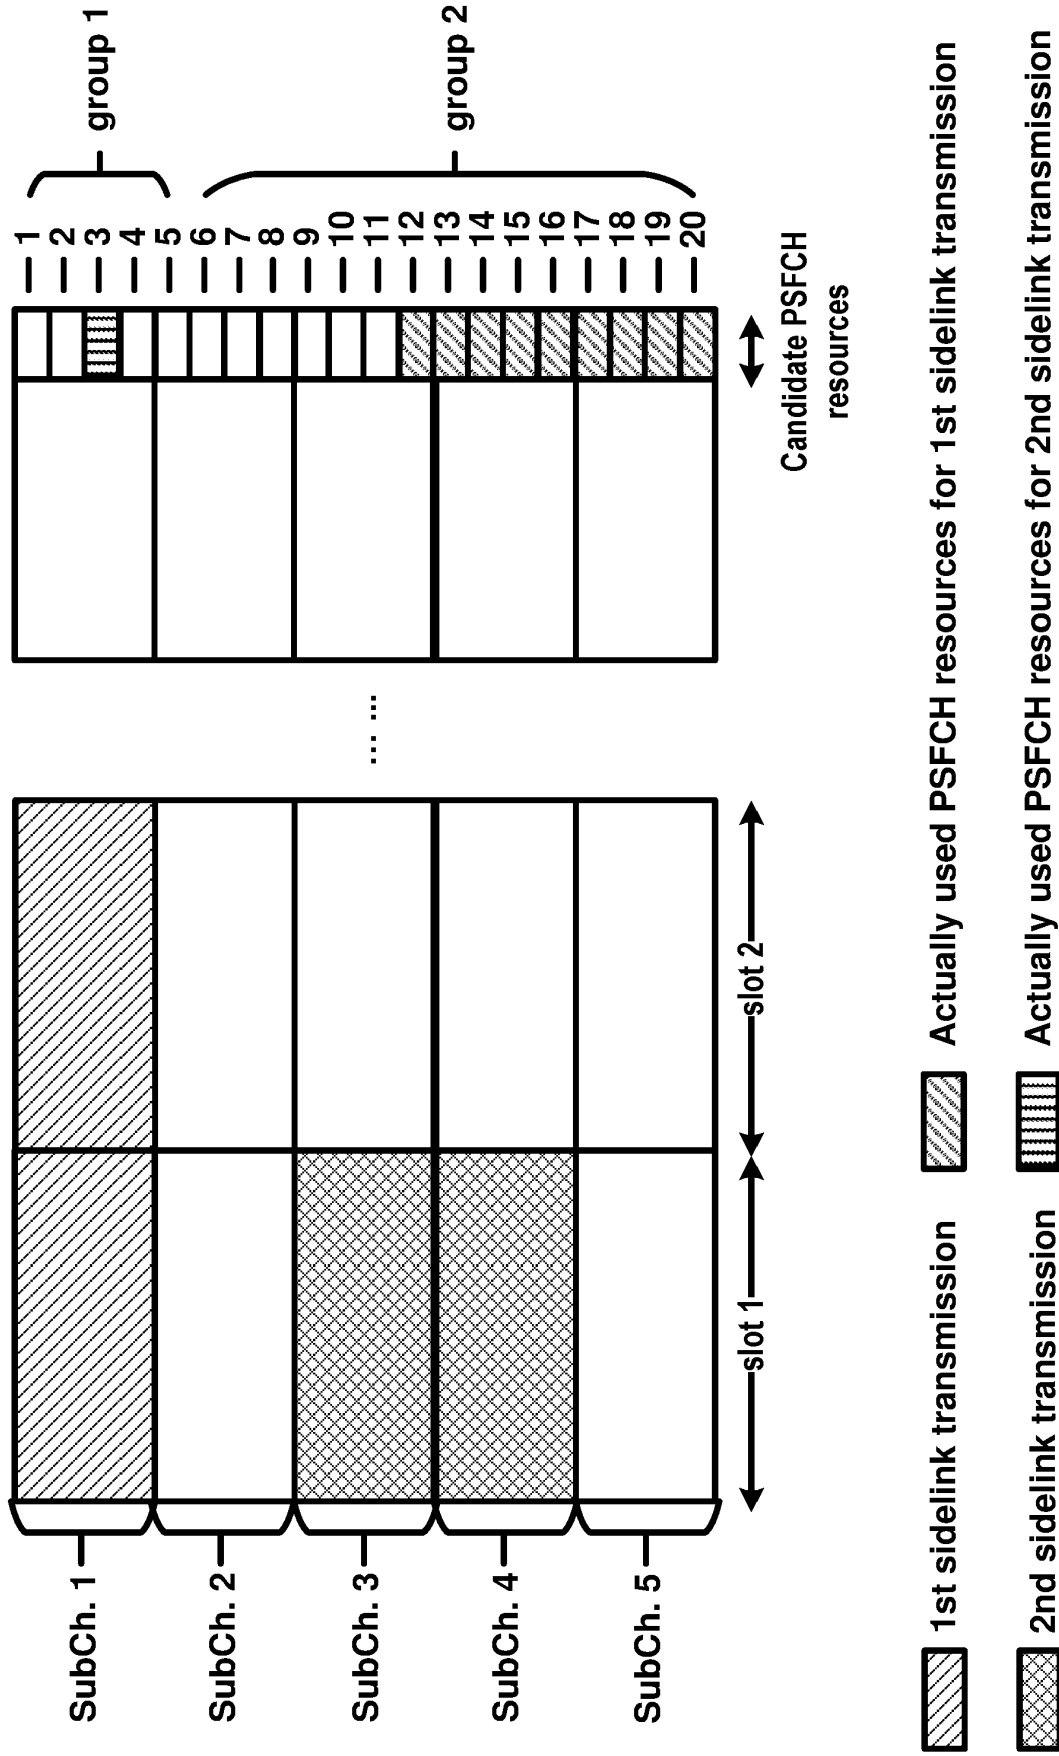 SubCh. 1
SubCh. 2
SubCh. 3
SubCh. 4
SubCh. 5
slot 1
slot 2
... ...
1
2
3
4
5
6
7
8
9
10
11
12
13
14
15
16
17
18
19
20
group 1
group 2
Candidate PSFCH
resources
1st sidelink transmission
Actually used PSFCH resources for 1st sidelink transmission
2nd sidelink transmission
Actually used PSFCH resources for 2nd sidelink transmission